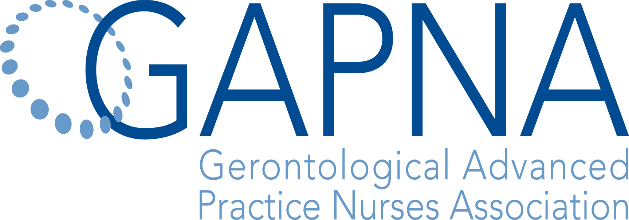 GAPNA
Gerontological Advanced
Practice Nurses Association